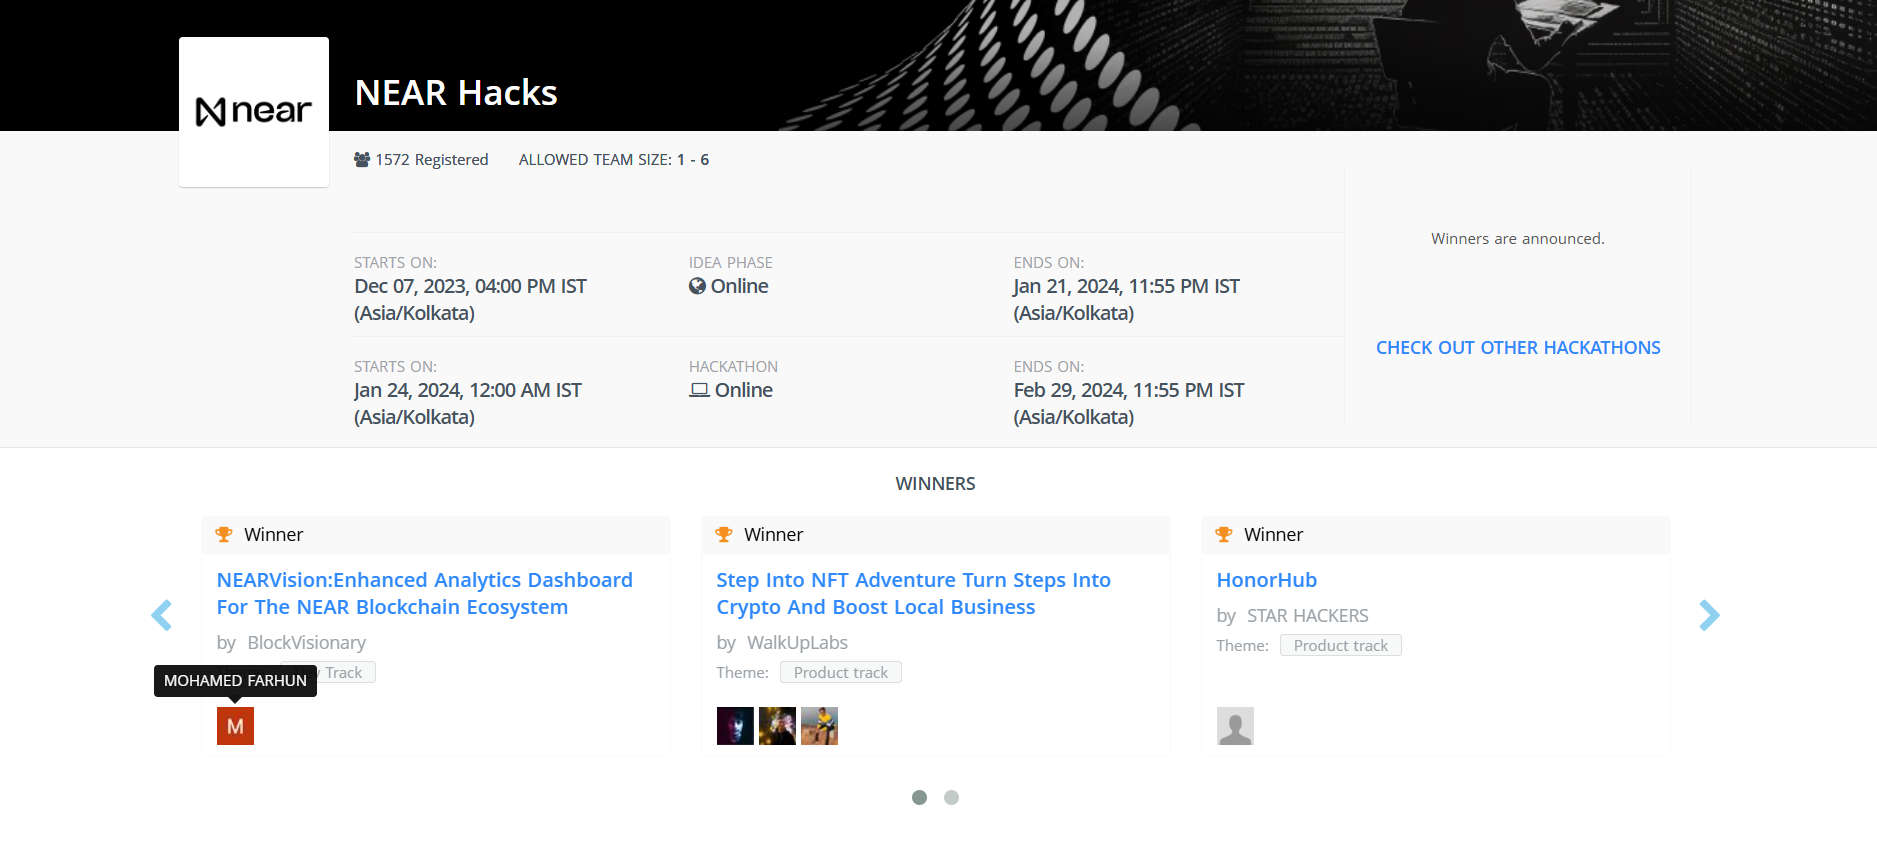 near
NEAR Hacks
1572 Registered ALLOWED TEAM SIZE: 1 - 6
Winners are announced.
CHECK OUT OTHER HACKATHONS
STARTS ON:
Dec 07, 2023, 04:00 PM IST
(Asia/Kolkata)
IDEA PHASE
Online
ENDS ON:
Jan 21, 2024, 11:55 PM IST
(Asia/Kolkata)
STARTS ON:
Jan 24, 2024, 12:00 AM IST
(Asia/Kolkata)
HACKATHON
Online
ENDS ON:
Feb 29, 2024, 11:55 PM IST
(Asia/Kolkata)
WINNERS
Winner
NEARVision:Enhanced Analytics Dashboard
For The NEAR Blockchain Ecosystem
by BlockVisionary
Track
MOHAMED FARHUN
M
Winner
Step Into NFT Adventure Turn Steps Into
Crypto And Boost Local Business
by WalkUpLabs
Theme: Product track
Winner
HonorHub
by STAR HACKERS
Theme: Product track